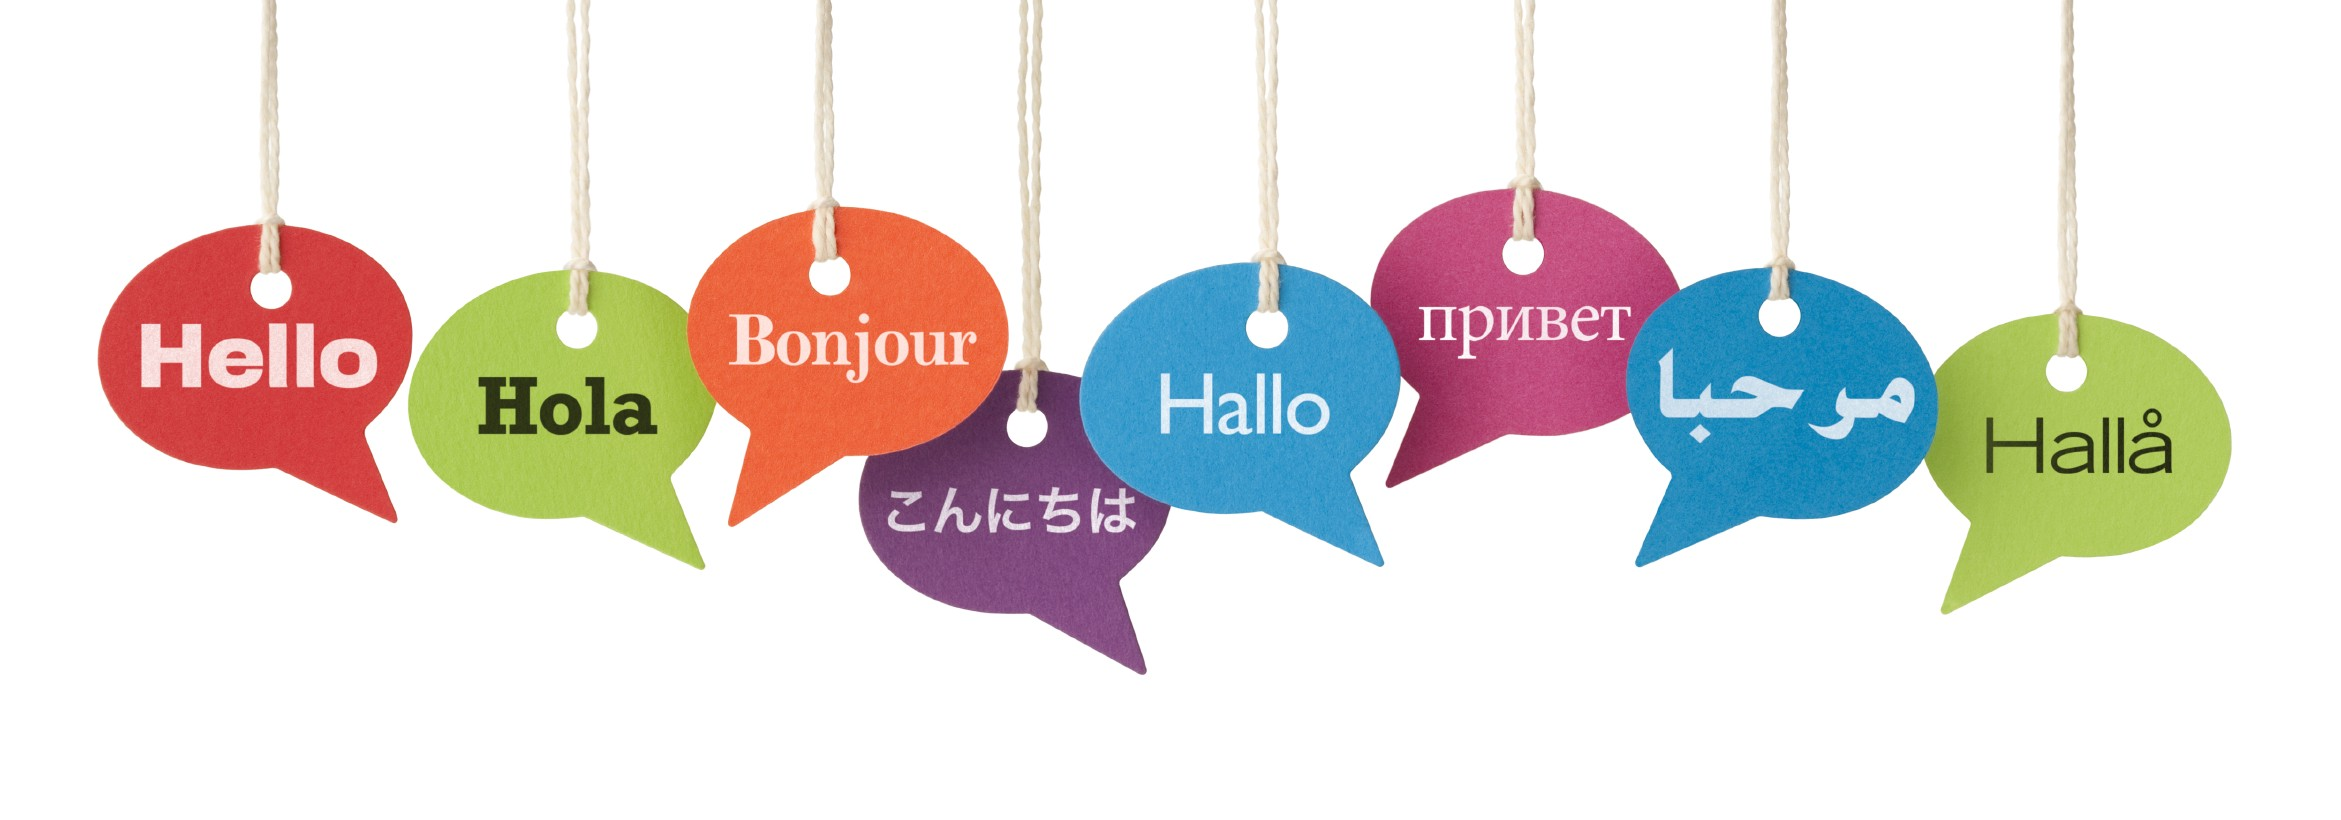 Hello
Hola
Bonjour
こんにちは
Hallo
привет
مرحبا
Hallå